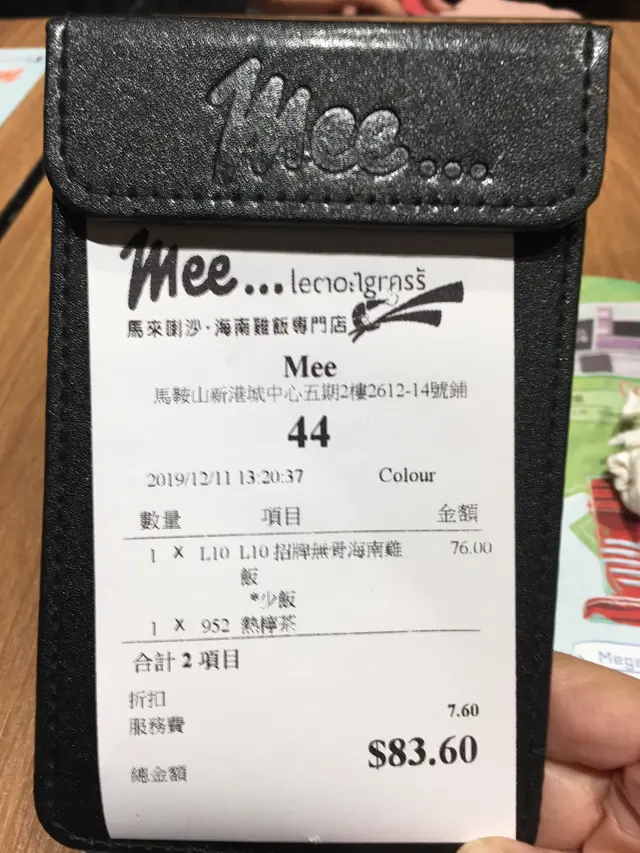 Mee...
Mee...
馬來喇沙·海南雞飯專門店
Mee
馬鞍山新港城中心五期2樓2612-14號鋪
44
2019/12/11 13:20:37 Colour
數量 項目 金額
1 X L10 L10 招牌無骨海南雞 76.00
飯
*少飯
1 X 952 熱檸茶
合計 2 項目
折扣
服務費 7.60
總金額 $83.60